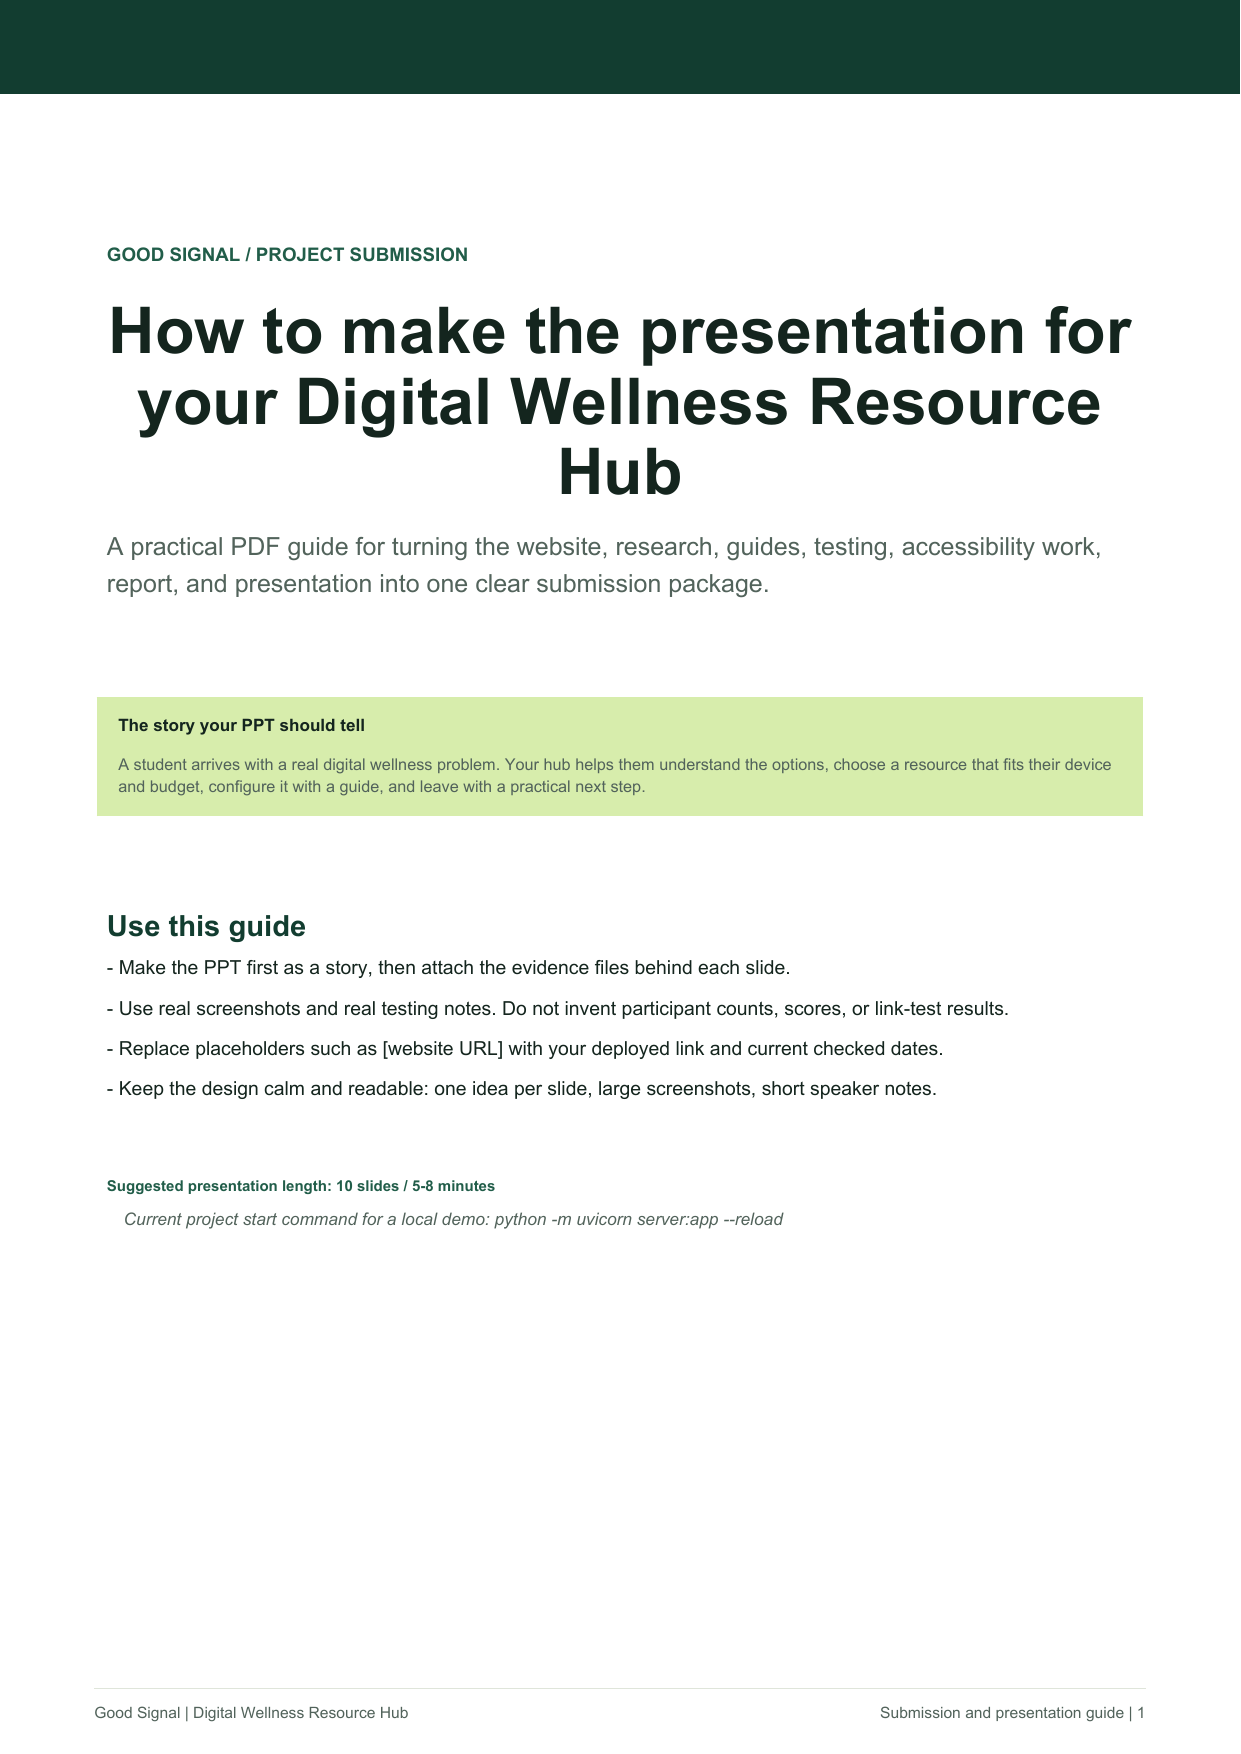 GOOD SIGNAL / PROJECT SUBMISSION
How to make the presentation for
your Digital Wellness Resource
Hub
A practical PDF guide for turning the website, research, guides, testing, accessibility work,
report, and presentation into one clear submission package.
The story your PPT should tell
A student arrives with a real digital wellness problem. Your hub helps them understand the options, choose a resource that fits their device
and budget, configure it with a guide, and leave with a practical next step.
Use this guide
- Make the PPT first as a story, then attach the evidence files behind each slide.
- Use real screenshots and real testing notes. Do not invent participant counts, scores, or link-test results.
- Replace placeholders such as [website URL] with your deployed link and current checked dates.
- Keep the design calm and readable: one idea per slide, large screenshots, short speaker notes.
Suggested presentation length: 10 slides / 5-8 minutes
Current project start command for a local demo: python -m uvicorn server:app --reload
Good Signal | Digital Wellness Resource Hub
Submission and presentation guide | 1